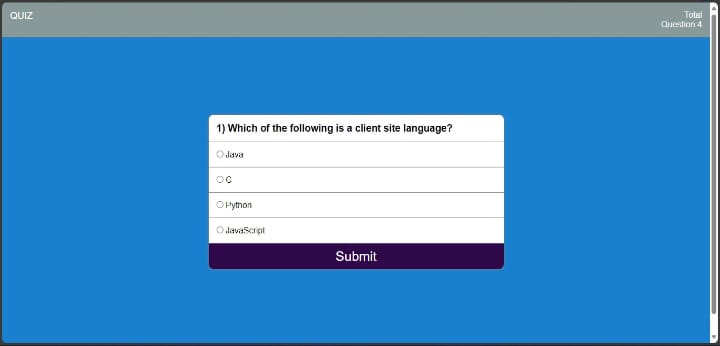 QUIZ
Total
Question:4
1) Which of the following is a client site language?
Java
C
Python
JavaScript
Submit